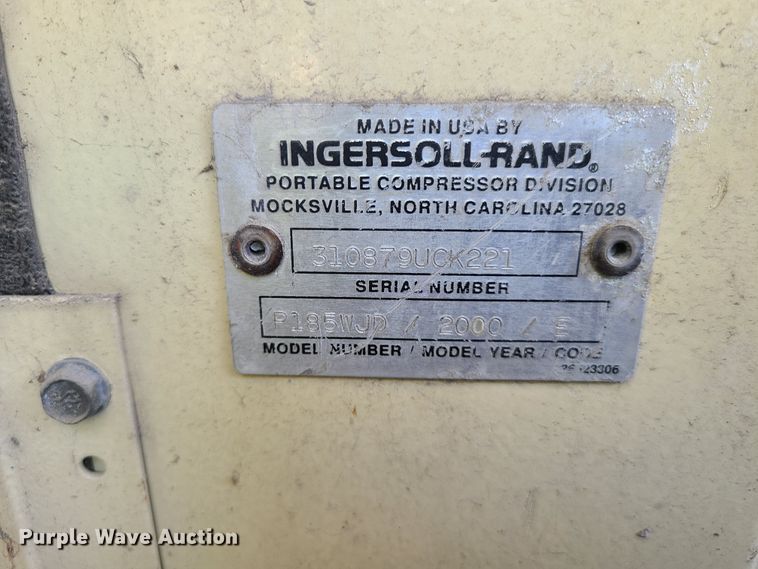 MADE IN USA BY
INGERSOLL-RAND®
PORTABLE COMPRESSOR DIVISION
MOCKSVILLE, NORTH CAROLINA 27028
310879UCK221
SERIAL NUMBER
P185WJD / 2000 / E
MODEL NUMBER / MODEL YEAR / CODE
Purple Wave Auction